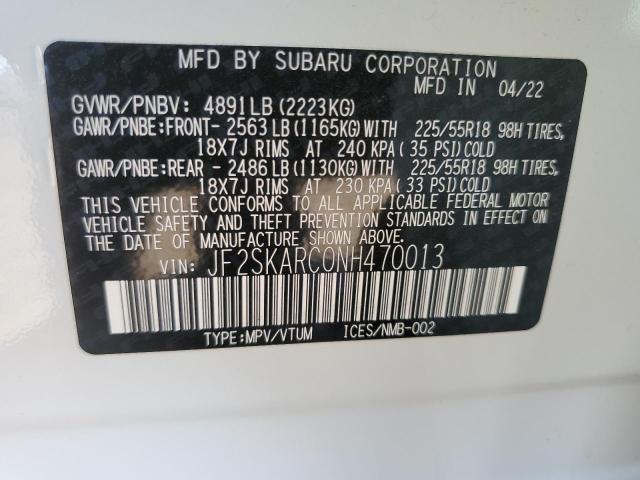 MFD BY SUBARU CORPORATION
MFD IN 04/22
GVWR/PNBV: 4891LB (2223KG)
GAWR/PNBE:FRONT- 2563 LB (1165KG) WITH 225/55R18 98H TIRES,
18X7J RIMS AT 240 KPA (35 PSI) COLD
GAWR/PNBE:REAR - 2486 LB (1130KG) WITH 225/55R18 98H TIRES,
18X7J RIMS AT 230 KPA (33 PSI) COLD
THIS VEHICLE CONFORMS TO ALL APPLICABLE FEDERAL MOTOR
VEHICLE SAFETY AND THEFT PREVENTION STANDARDS IN EFFECT ON
THE DATE OF MANUFACTURE SHOWN ABOVE.
VIN: JF2SKARC0NH470013
TYPE:MPV/VTUM ICES/NMB-002